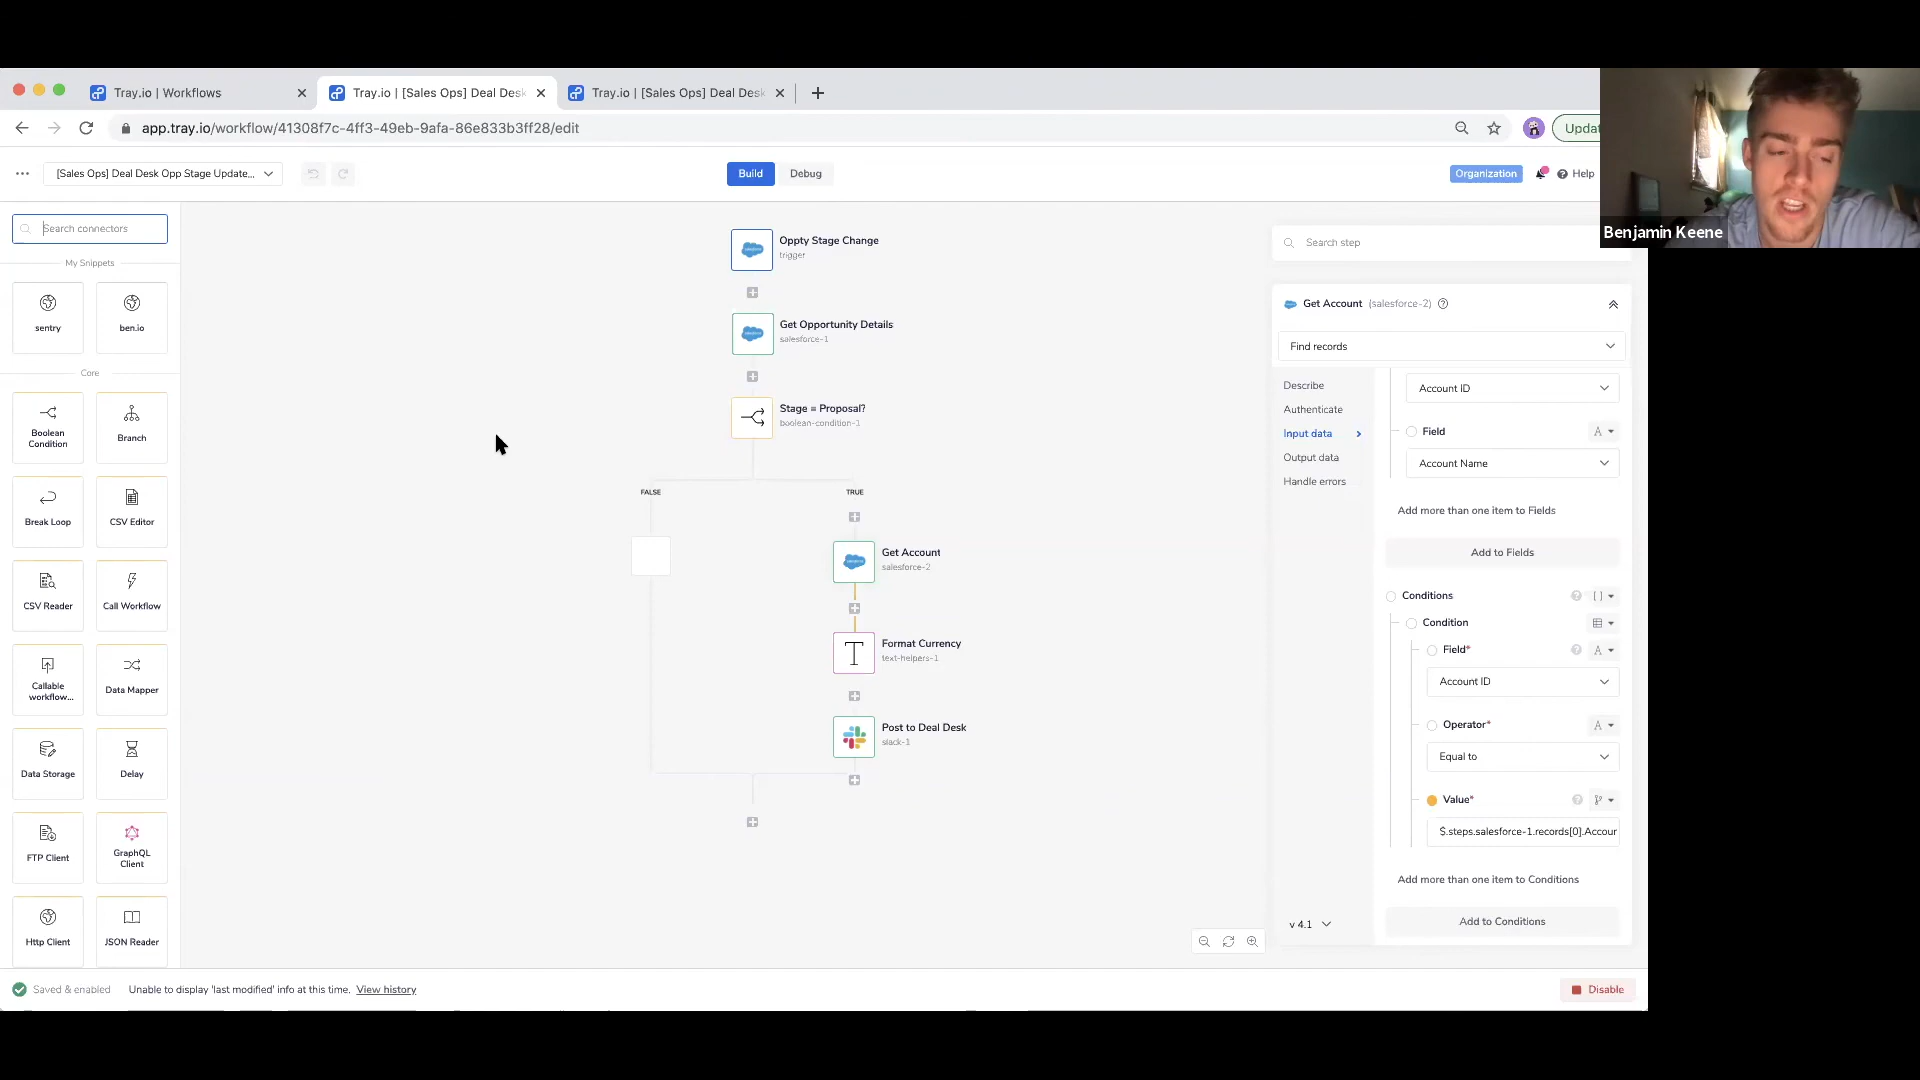 Tray.io | Workflows
Tray.io | [Sales Ops] Deal Desk
Tray.io | [Sales Ops] Deal Desk
app.tray.io/workflow/41308f7c-4ff3-49eb-9afa-86e833b3ff28/edit
Updat
Benjamin Keene
[Sales Ops] Deal Desk Opp Stage Update...
Build
Debug
Organization
Help
Search connectors
My Snippets
sentry
ben.io
Core
Boolean
Condition
Branch
Break Loop
CSV Editor
CSV Reader
Call Workflow
Callable
workflow...
Data Mapper
Data Storage
Delay
FTP Client
GraphQL
Client
Http Client
JSON Reader
Oppty Stage Change
trigger
Get Opportunity Details
salesforce-1
Stage = Proposal?
boolean-condition-1
FALSE
TRUE
Get Account
salesforce-2
Format Currency
text-helpers-1
Post to Deal Desk
slack-1
Search step
Get Account (salesforce-2)
Find records
Describe
Authenticate
Input data
Output data
Handle errors
v 4.1
Account ID
Field
A
Account Name
Add more than one item to Fields
Add to Fields
Conditions
[ ]
Condition
Field*
A
Account ID
Operator*
A
Equal to
Value*
$.steps.salesforce-1.records[0].Accour
Add more than one item to Conditions
Add to Conditions
Saved & enabled
Unable to display 'last modified' info at this time. View history
Disable